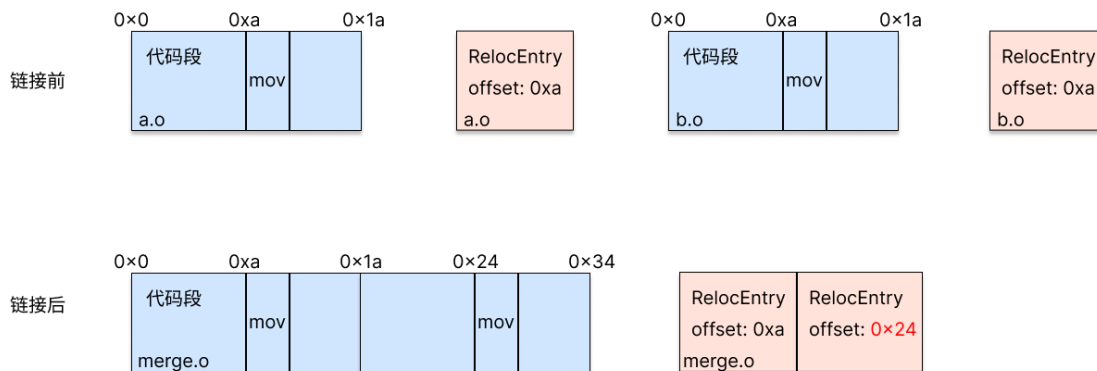 0×0 0xa 0×1a 0×0 0xa 0×1a
链接前
代码段
mov
a.o
RelocEntry
offset: 0xa
a.o
代码段
mov
b.o
RelocEntry
offset: 0xa
b.o
0×0 0xa 0×1a 0×24 0×34
链接后
代码段
mov
mov
merge.o
RelocEntry
offset: 0xa
merge.o
RelocEntry
offset: 0×24